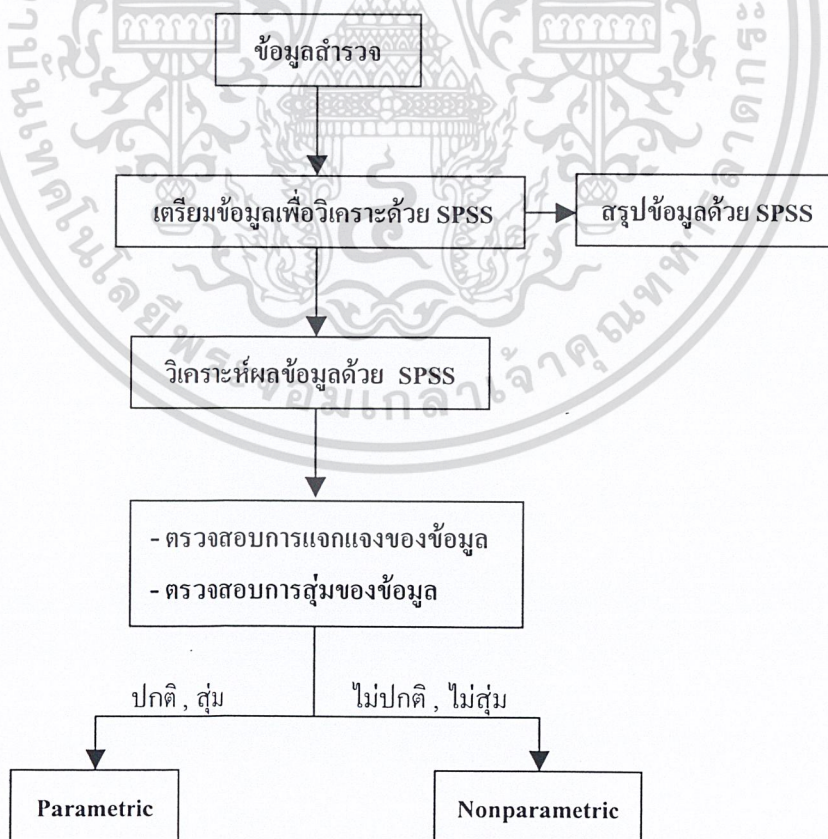 ข้อมูลสำรวจ
เตรียมข้อมูลเพื่อวิเคราะด้วย SPSS
สรุปข้อมูลด้วย SPSS
วิเคราะห์ผลข้อมูลด้วย SPSS
- ตรวจสอบการแจกแจงของข้อมูล
- ตรวจสอบการสุ่มของข้อมูล
ปกติ , สุ่ม
ไม่ปกติ , ไม่สุ่ม
Parametric
Nonparametric